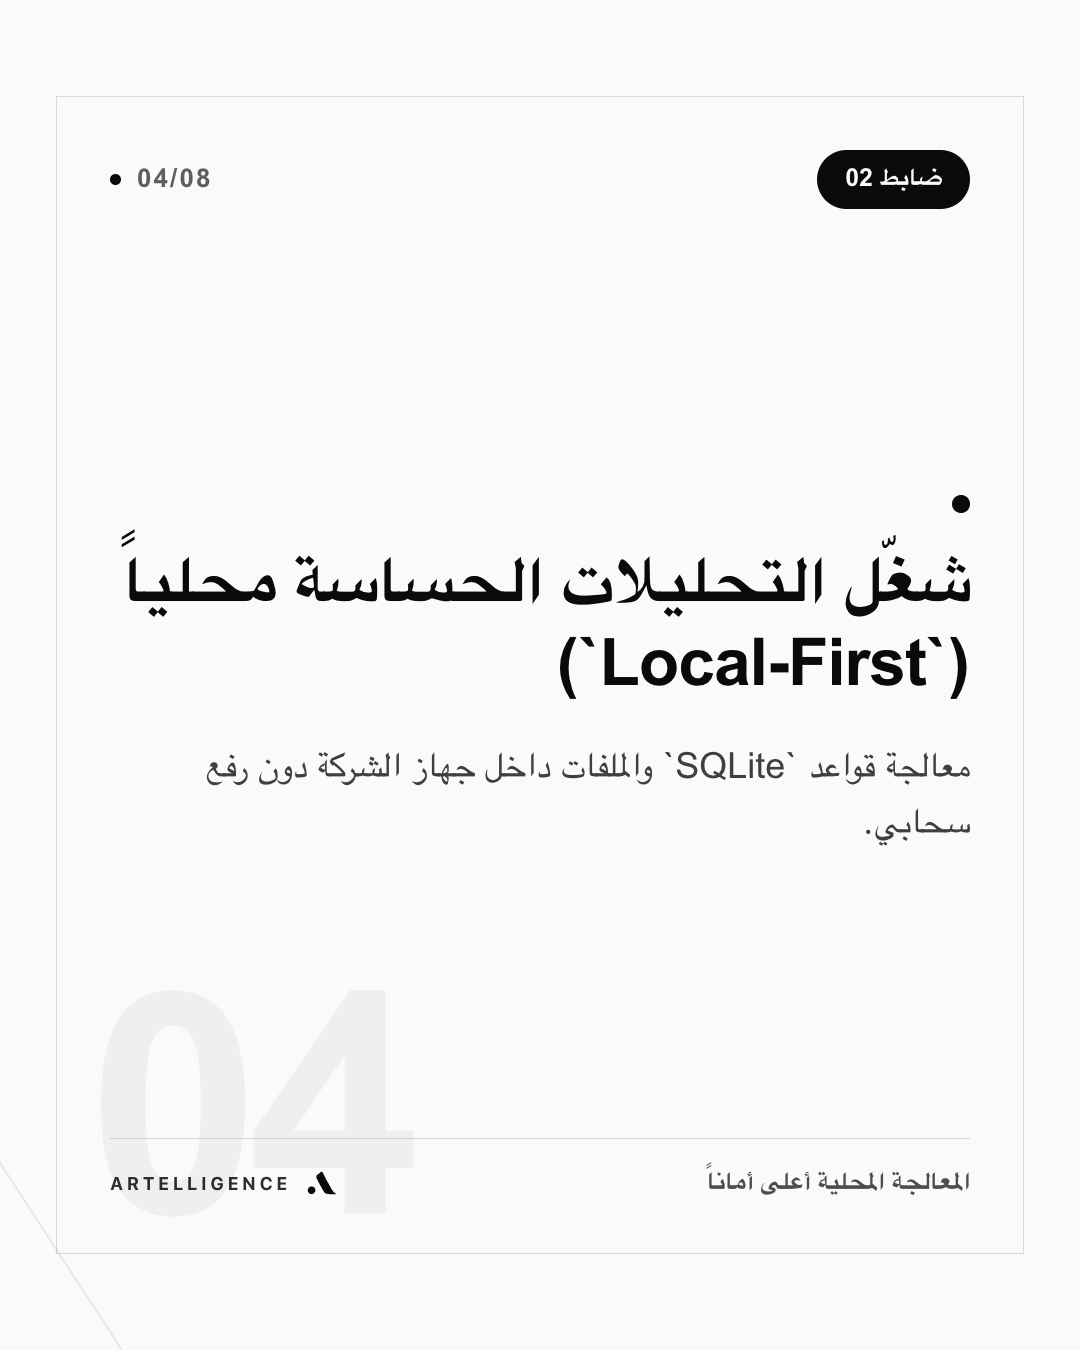 ضابط 02
04/08
شغّل التحليلات الحساسة محلياً
(`Local-First`)
معالجة قواعد `SQLite` والملفات داخل جهاز الشركة دون رفع
سحابي.
04
المعالجة المحلية أعلى أماناً
ARTELLIGENCE